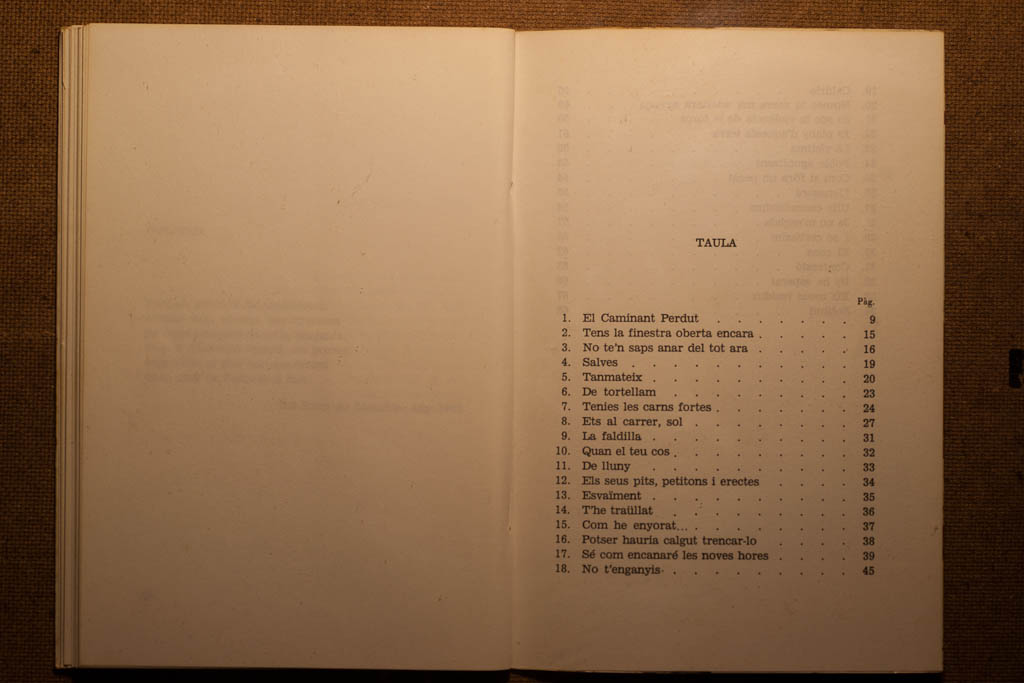 TAULA
Pàg.
1. El Caminant Perdut . . . . . . . 9
2. Tens la finestra oberta encara . . . . . 15
3. No te'n saps anar del tot ara . . . . . 16
4. Salves . . . . . . . . . . 19
5. Tanmateix . . . . . . . . . 20
6. De tortellam . . . . . . . . 23
7. Tenies les carns fortes . . . . . . . 24
8. Ets al carrer, sol . . . . . . . . 27
9. La faldilla . . . . . . . . . 31
10. Quan el teu cos . . . . . . . . 32
11. De lluny . . . . . . . . . 33
12. Els seus pits, petitons i erectes . . . . 34
13. Esvaïment . . . . . . . . . 35
14. T'he traüllat . . . . . . . . 36
15. Com he enyorat... . . . . . . . . 37
16. Potser hauria calgut trencar-lo . . . . 38
17. Sé com encanaré les noves hores . . . . 39
18. No t'enganyis . . . . . . . . . 45